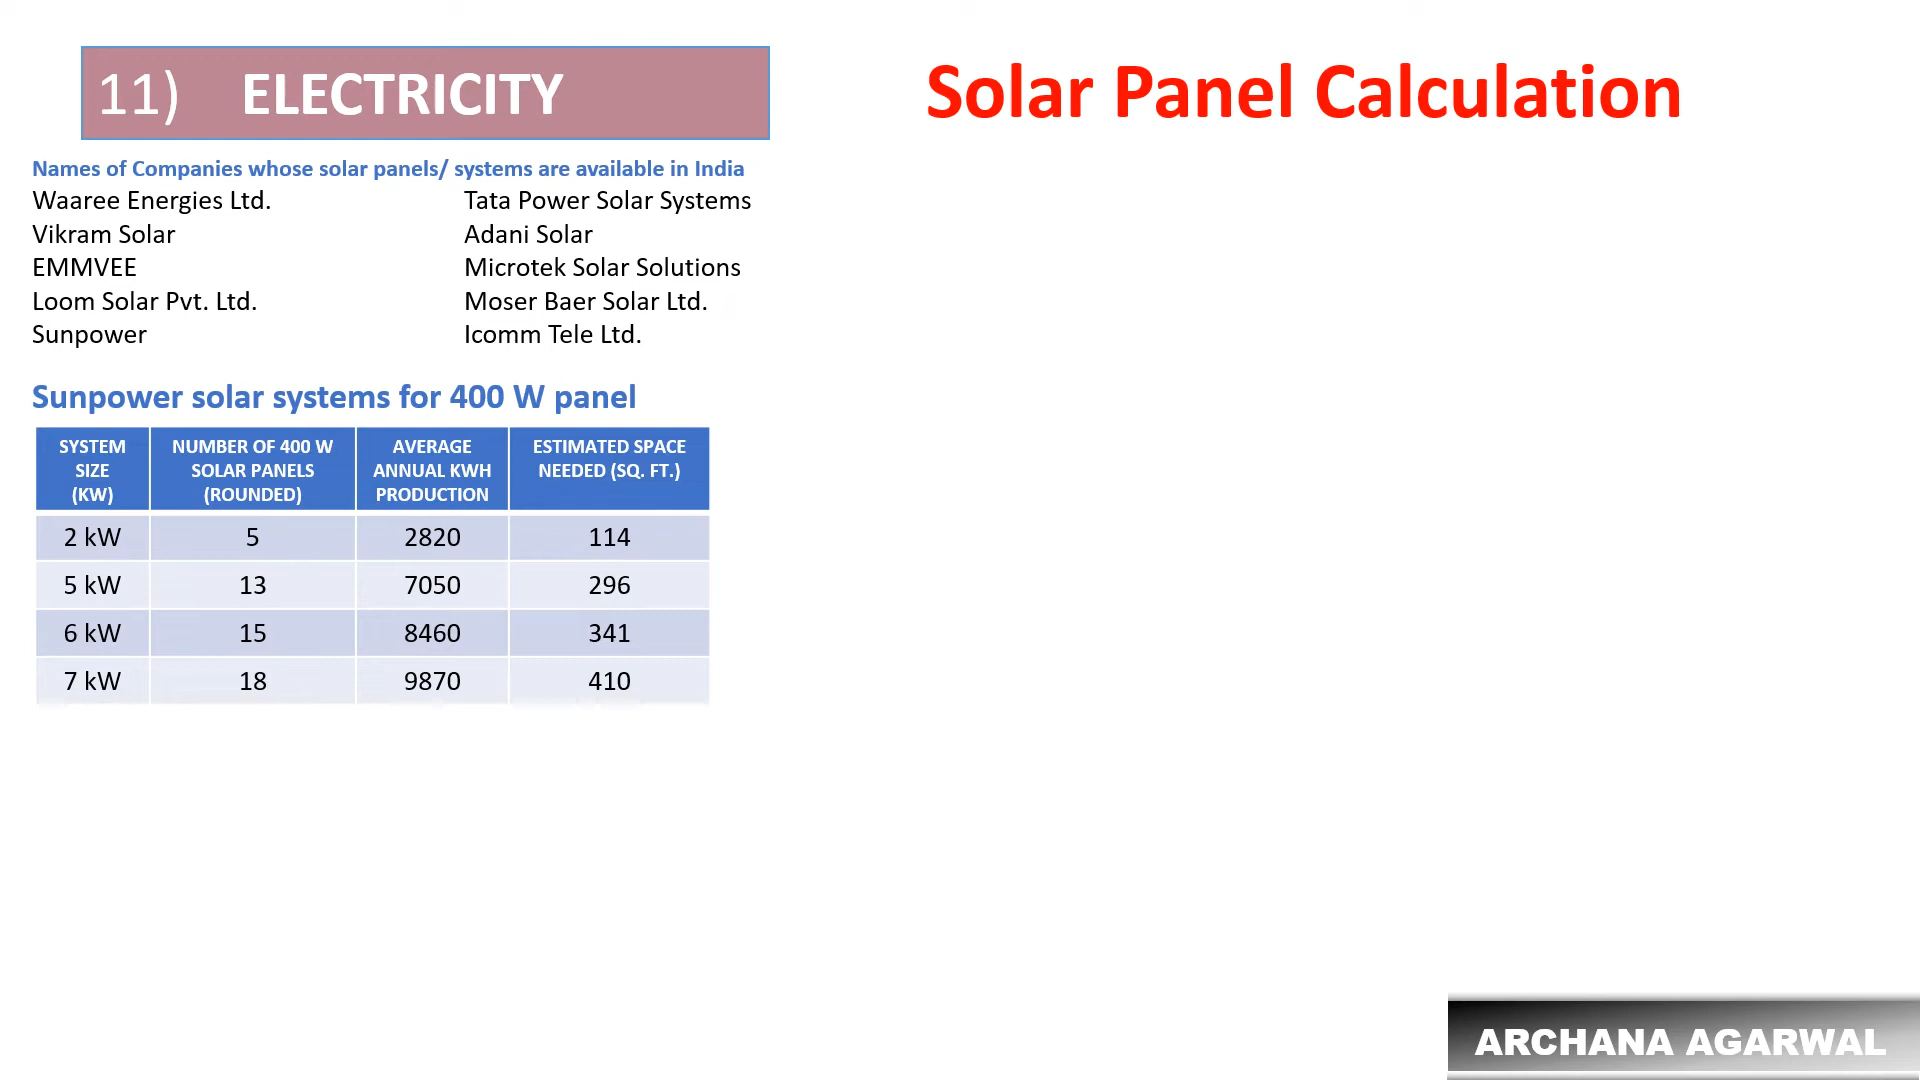 11) ELECTRICITY
Solar Panel Calculation
Names of Companies whose solar panels/ systems are available in India
Waaree Energies Ltd. Tata Power Solar Systems
Vikram Solar Adani Solar
EMMVEE Microtek Solar Solutions
Loom Solar Pvt. Ltd. Moser Baer Solar Ltd.
Sunpower Icomm Tele Ltd.
Sunpower solar systems for 400 W panel
SYSTEM NUMBER OF 400 W AVERAGE ESTIMATED SPACE
SIZE SOLAR PANELS ANNUAL KWH NEEDED (SQ. FT.)
(KW) (ROUNDED) PRODUCTION
2 kW 5 2820 114
5 kW 13 7050 296
6 kW 15 8460 341
7 kW 18 9870 410
ARCHANA AGARWAL